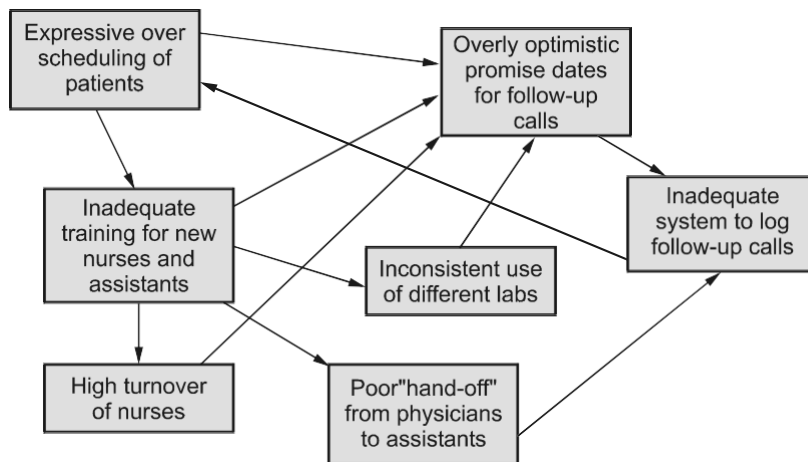 Expressive over
scheduling of
patients
Overly optimistic
promise dates
for follow-up
calls
Inadequate
training for new
nurses and
assistants
Inadequate
system to log
follow-up calls
Inconsistent use
of different labs
High turnover
of nurses
Poor"hand-off"
from physicians
to assistants